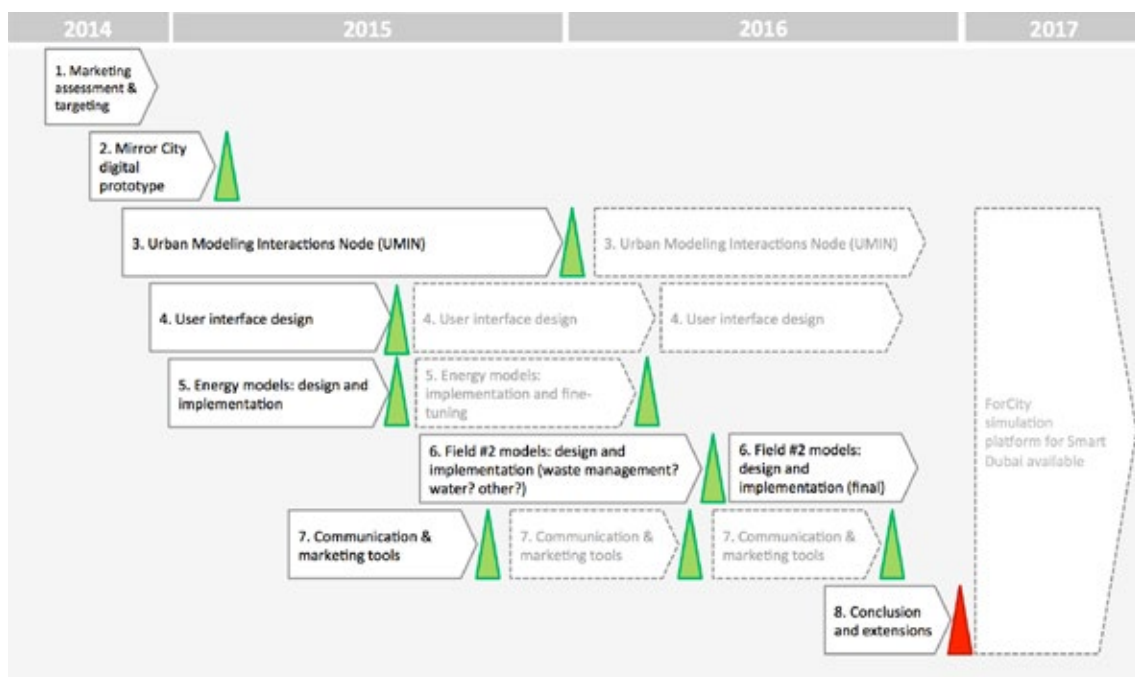 2014
2015
2016
2017
1. Marketing
assessment &
targeting
2. Mirror City
digital
prototype
3. Urban Modeling Interactions Node (UMIN)
3. Urban Modeling Interactions Node (UMIN)
4. User interface design
4. User interface design
4. User interface design
5. Energy models: design and
implementation
5. Energy models:
implementation and fine-
tuning
6. Field #2 models: design and
implementation (waste management?
water? other?)
6. Field #2 models:
design and
implementation (final)
7. Communication &
marketing tools
7. Communication &
marketing tools
7. Communication &
marketing tools
8. Conclusion
and extensions
ForCity
simulation
platform for Smart
Dubai available